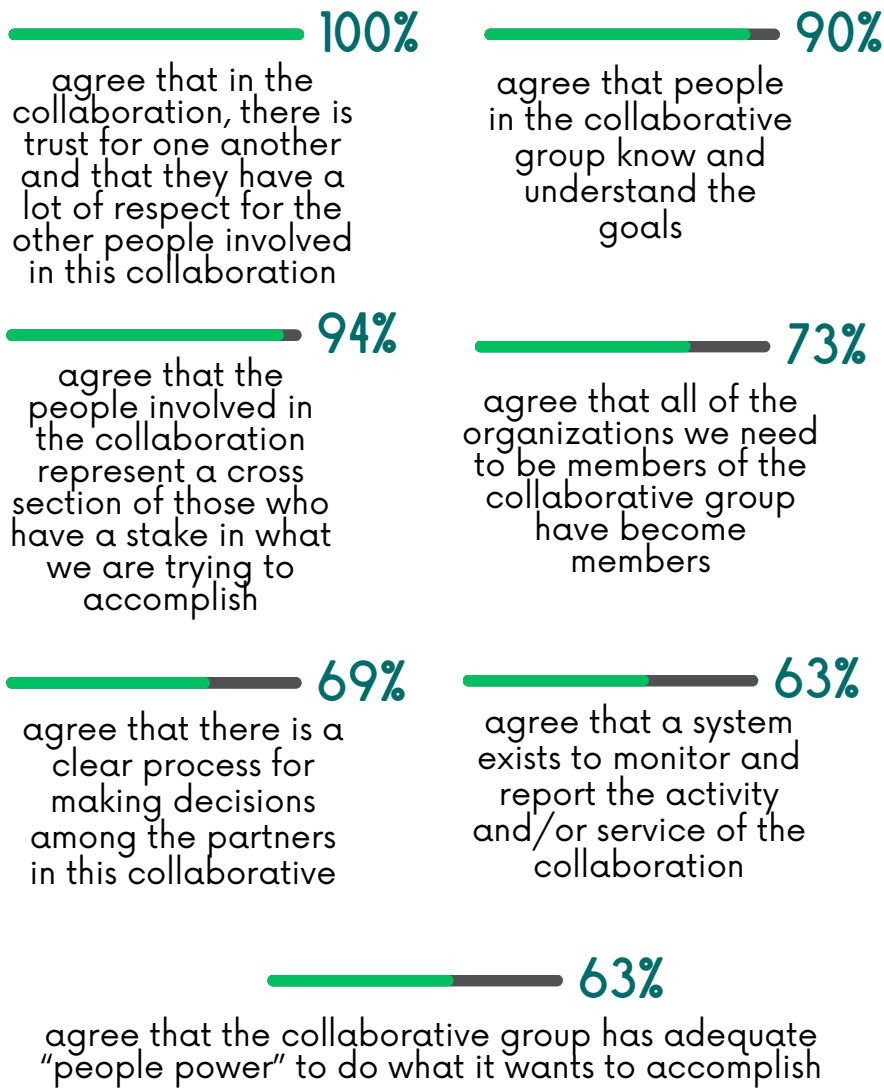 100%
agree that in the
collaboration, there is
trust for one another
and that they have a
lot of respect for the
other people involved
in this collaboration
90%
agree that people
in the collaborative
group know and
understand the
goals
94%
agree that the
people involved in
the collaboration
represent a cross
section of those who
have a stake in what
we are trying to
accomplish
73%
agree that all of the
organizations we need
to be members of the
collaborative group
have become
members
69%
agree that there is a
clear process for
making decisions
among the partners
in this collaborative
63%
agree that a system
exists to monitor and
report the activity
and/or service of the
collaboration
63%
agree that the collaborative group has adequate
“people power” to do what it wants to accomplish